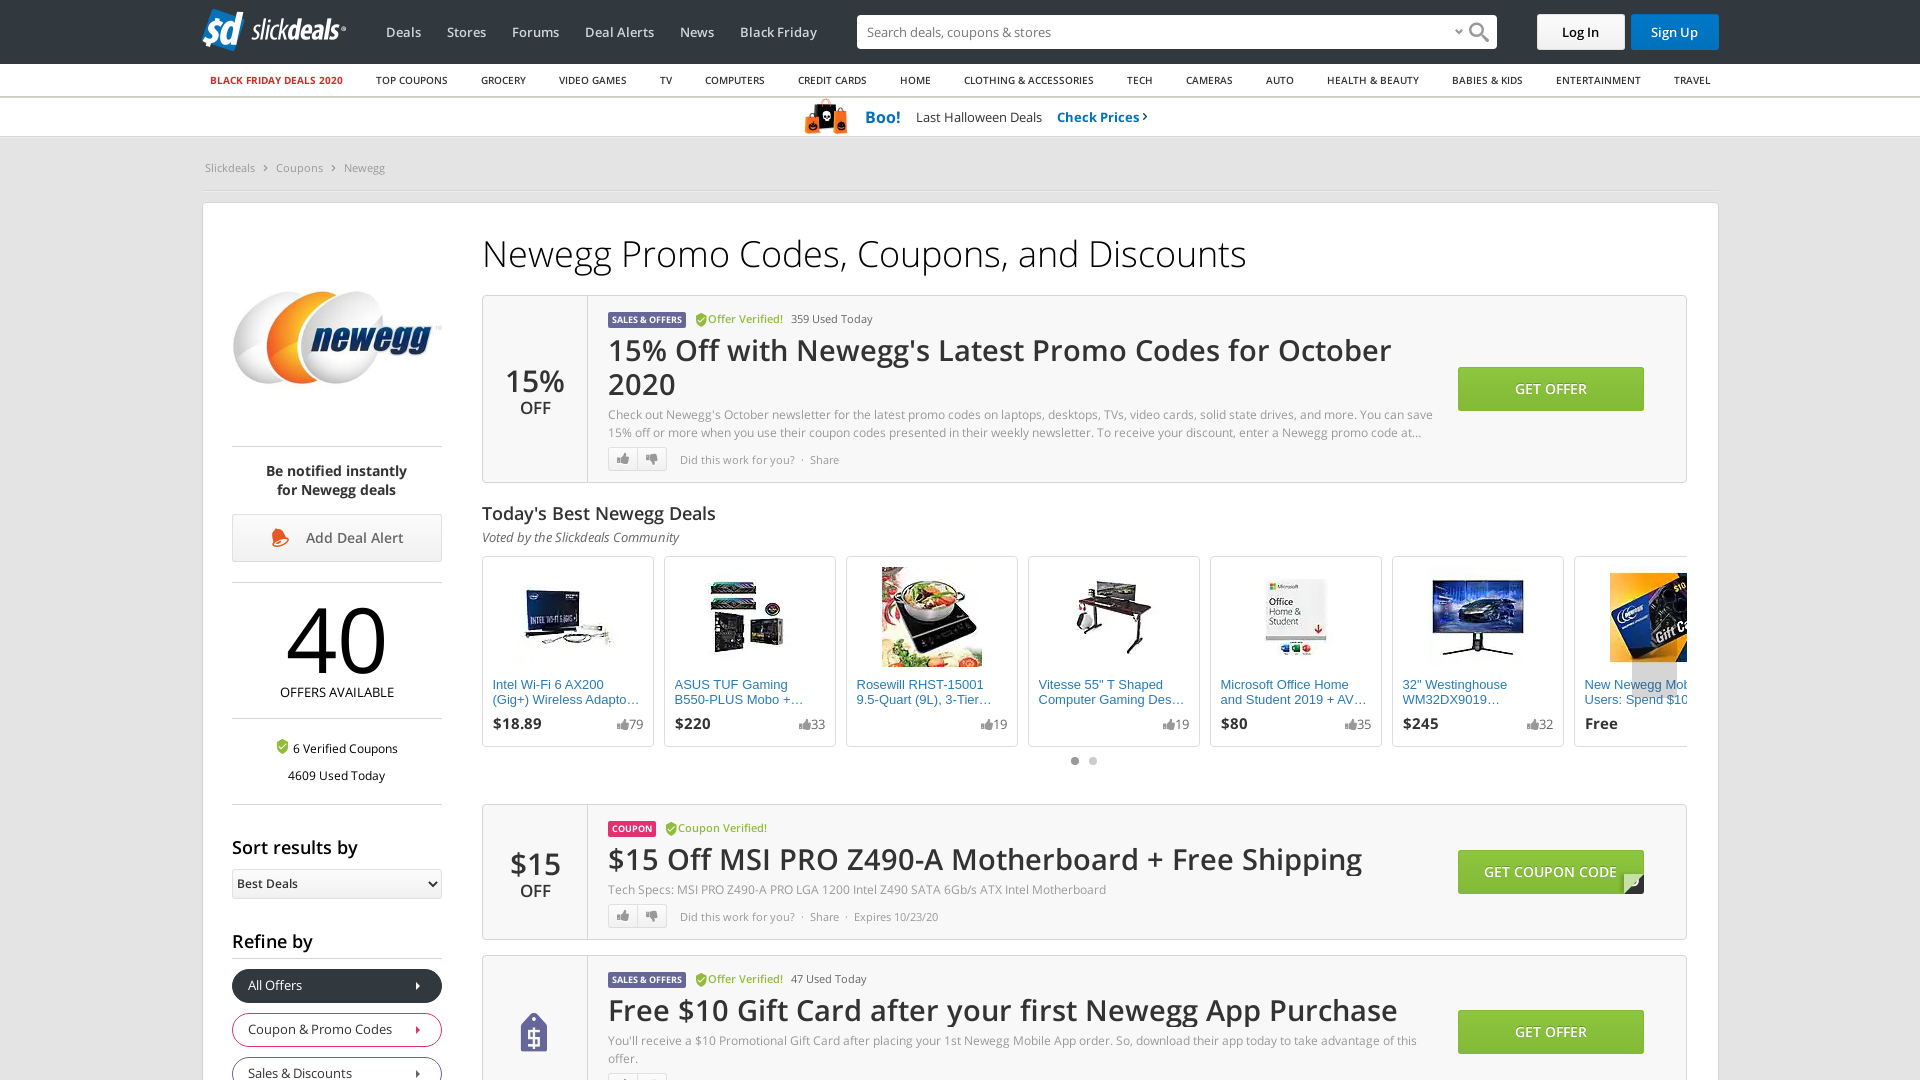 sd slickdeals
Deals Stores Forums Deal Alerts News Black Friday
Search deals, coupons & stores
Log In Sign Up
BLACK FRIDAY DEALS 2020 TOP COUPONS GROCERY VIDEO GAMES TV COMPUTERS CREDIT CARDS HOME CLOTHING & ACCESSORIES TECH CAMERAS AUTO HEALTH & BEAUTY BABIES & KIDS ENTERTAINMENT TRAVEL
Boo! Last Halloween Deals Check Prices
Slickdeals Coupons Newegg
newegg
Be notified instantly
for Newegg deals
Add Deal Alert
40
OFFERS AVAILABLE
6 Verified Coupons
4609 Used Today
Sort results by
Best Deals
Refine by
All Offers
Coupon & Promo Codes
Sales & Discounts
Newegg Promo Codes, Coupons, and Discounts
15%
OFF
SALES & OFFERS Offer Verified! 359 Used Today
15% Off with Newegg's Latest Promo Codes for October
2020
Check out Newegg's October newsletter for the latest promo codes on laptops, desktops, TVs, video cards, solid state drives, and more. You can save
15% off or more when you use their coupon codes presented in their weekly newsletter. To receive your discount, enter a Newegg promo code at...
Did this work for you? · Share
GET OFFER
Today's Best Newegg Deals
Voted by the Slickdeals Community
Intel Wi-Fi 6 AX200
(Gig+) Wireless Adapto…
$18.89 79
ASUS TUF Gaming
B550-PLUS Mobo +…
$220 33
Rosewill RHST-15001
9.5-Quart (9L), 3-Tier…
19
Vitesse 55" T Shaped
Computer Gaming Des…
19
Microsoft
Office
Home &
Student
Microsoft Office Home
and Student 2019 + AV…
$80 35
32" Westinghouse
WM32DX9019…
$245 32
Gift Ca
New Newegg Mob
Users: Spend $10
Free
$15
OFF
COUPON Coupon Verified!
$15 Off MSI PRO Z490-A Motherboard + Free Shipping
Tech Specs: MSI PRO Z490-A PRO LGA 1200 Intel Z490 SATA 6Gb/s ATX Intel Motherboard
Did this work for you? · Share · Expires 10/23/20
GET COUPON CODE
SALES & OFFERS Offer Verified! 47 Used Today
Free $10 Gift Card after your first Newegg App Purchase
You'll receive a $10 Promotional Gift Card after placing your 1st Newegg Mobile App order. So, download their app today to take advantage of this
offer.
GET OFFER